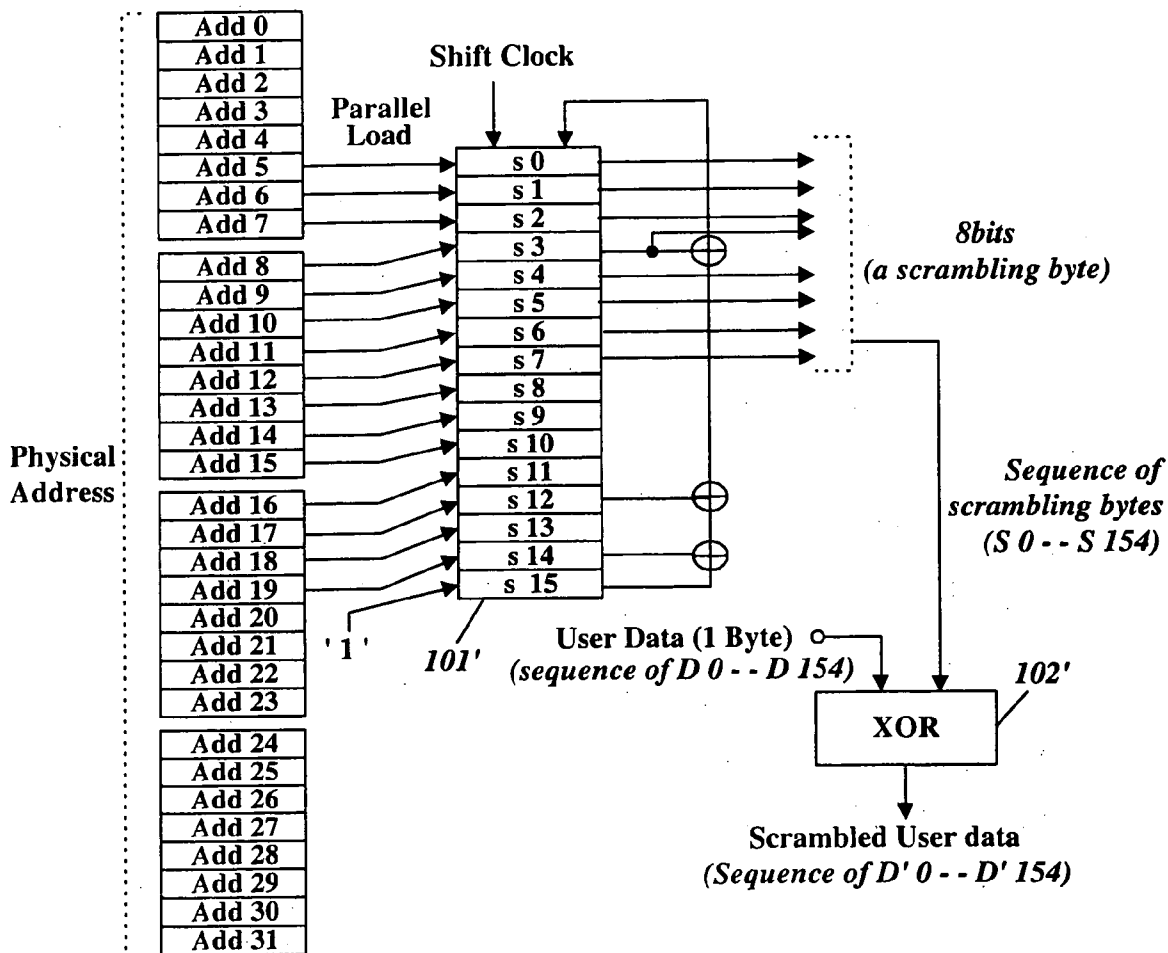 Add 0
Add 1
Add 2
Add 3
Add 4
Add 5
Add 6
Add 7
Add 8
Add 9
Add 10
Add 11
Add 12
Add 13
Add 14
Add 15
Add 16
Add 17
Add 18
Add 19
Add 20
Add 21
Add 22
Add 23
Add 24
Add 25
Add 26
Add 27
Add 28
Add 29
Add 30
Add 31
Physical
Address
Parallel
Load
Shift Clock
s 0
s 1
s 2
s 3
s 4
s 5
s 6
s 7
s 8
s 9
s 10
s 11
s 12
s 13
s 14
s 15
' 1 '
101'
8bits
(a scrambling byte)
Sequence of
scrambling bytes
(S 0 - - S 154)
User Data (1 Byte)
(sequence of D 0 - - D 154)
102'
XOR
Scrambled User data
(Sequence of D' 0 - - D' 154)